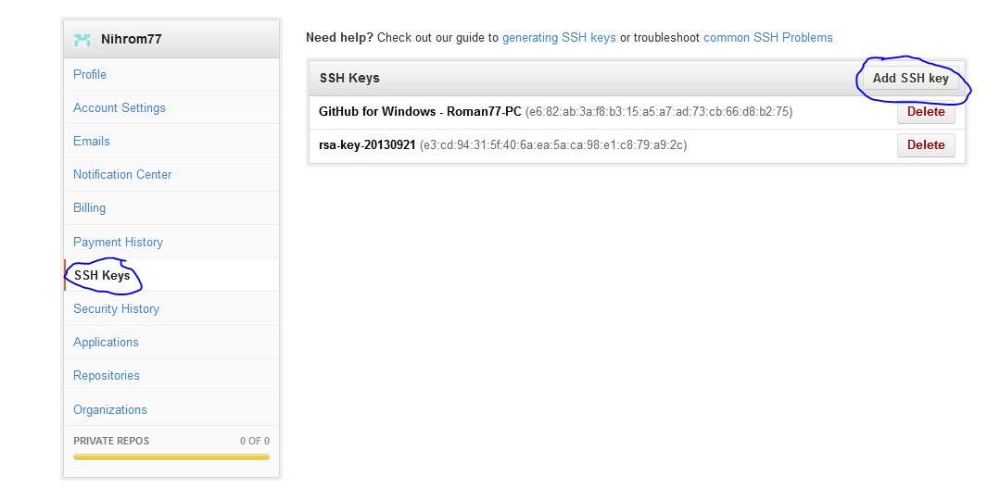 Nihrom77
Profile
Account Settings
Emails
Notification Center
Billing
Payment History
SSH Keys
Security History
Applications
Repositories
Organizations
PRIVATE REPOS 0 OF 0
Need help? Check out our guide to generating SSH keys or troubleshoot common SSH Problems
SSH Keys Add SSH key
GitHub for Windows - Roman77-PC (e6:82:ab:3a:f8:b3:15:a5:a7:ad:73:cb:66:d8:b2:75) Delete
rsa-key-20130921 (e3:cd:94:31:5f:40:6a:ea:5a:ca:98:e1:c8:79:a9:2c) Delete